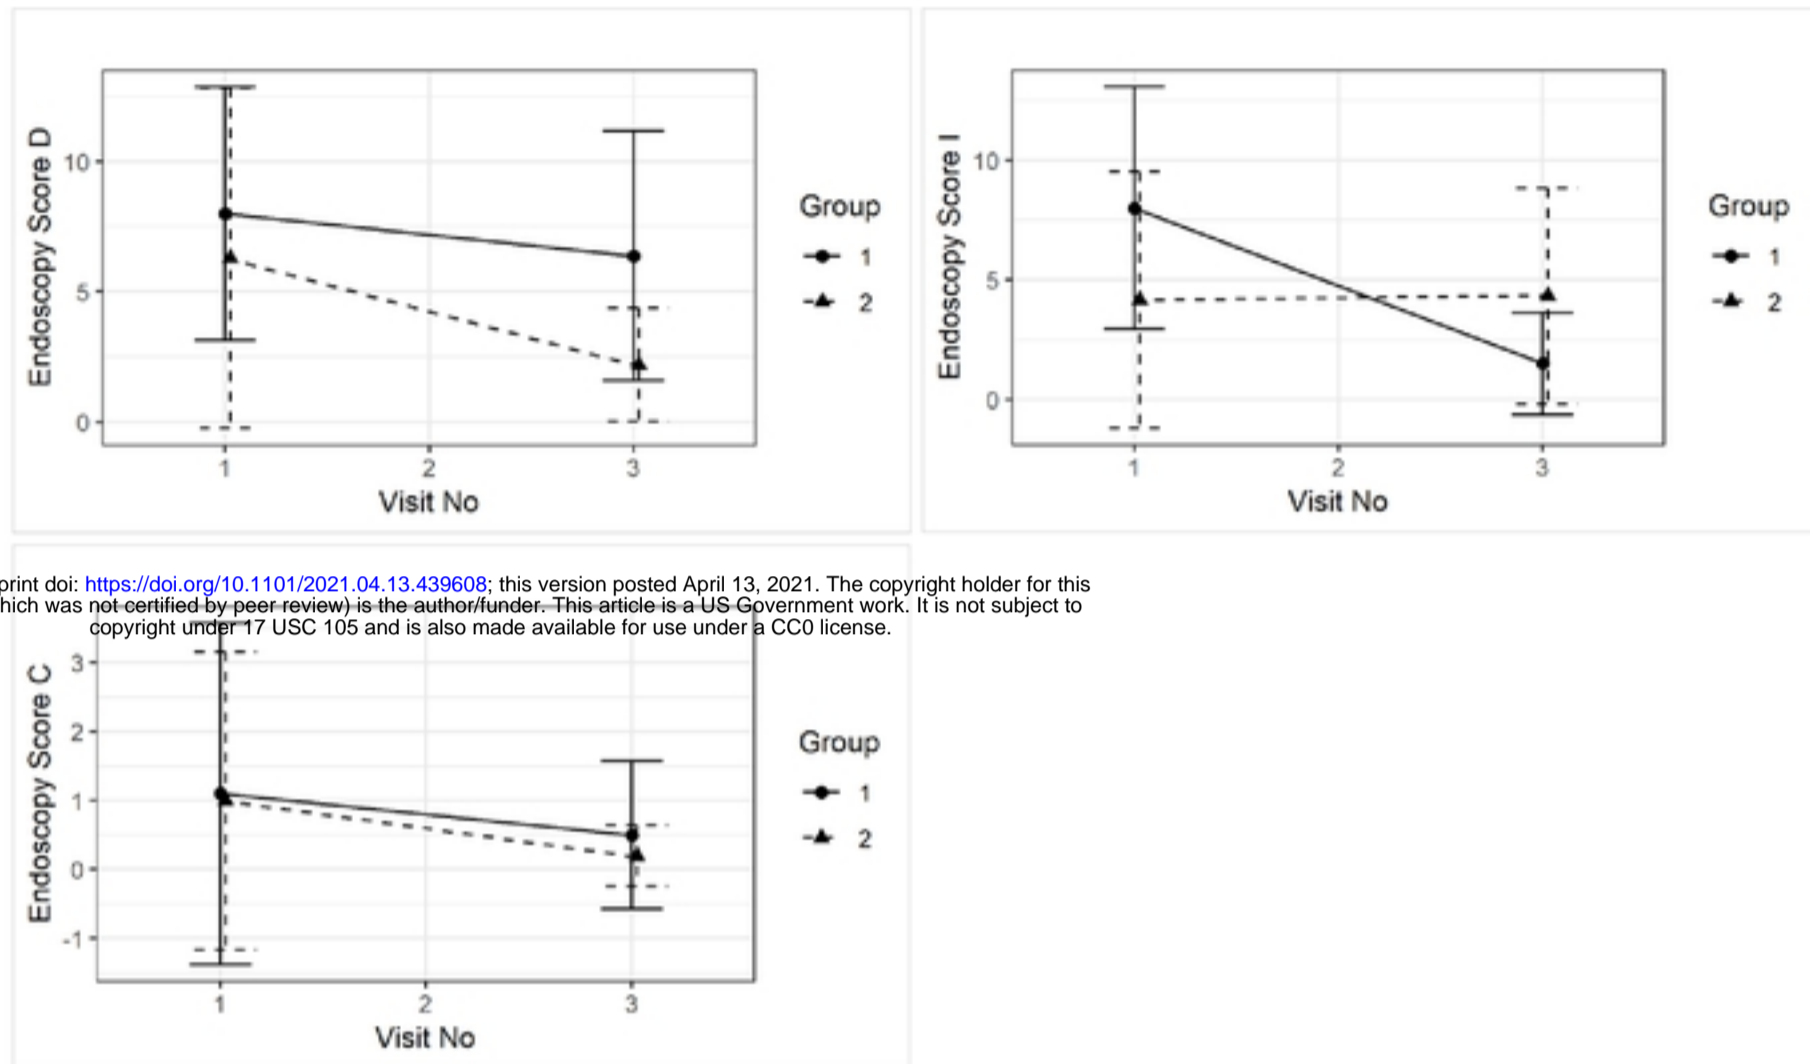 Endoscopy Score D
10
5
0
1 2 3
Visit No
Group
1
2
Endoscopy Score I
10
5
0
1 2 3
Visit No
Group
1
2
print doi: https://doi.org/10.1101/2021.04.13.439608; this version posted April 13, 2021. The copyright holder for this
hich was not certified by peer review) is the author/funder. This article is a US Government work. It is not subject to
copyright under 17 USC 105 and is also made available for use under a CC0 license.
Endoscopy Score C
3
2
1
0
-1
1 2 3
Visit No
Group
1
2